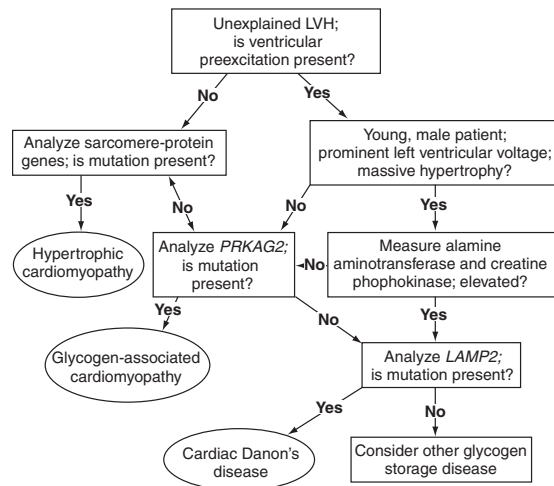 Unexplained LVH;
is ventricular
preexcitation present?
No
Yes
Analyze sarcomere-protein
genes; is mutation present?
Young, male patient;
prominent left ventricular voltage;
massive hypertrophy?
Yes
No
No
Yes
Hypertrophic
cardiomyopathy
Analyze PRKAG2;
is mutation
present?
No
Measure alamine
aminotransferase and creatine
phophokinase; elevated?
Yes
No
Yes
Glycogen-associated
cardiomyopathy
Analyze LAMP2;
is mutation present?
Yes
No
Cardiac Danon's
disease
Consider other glycogen
storage disease